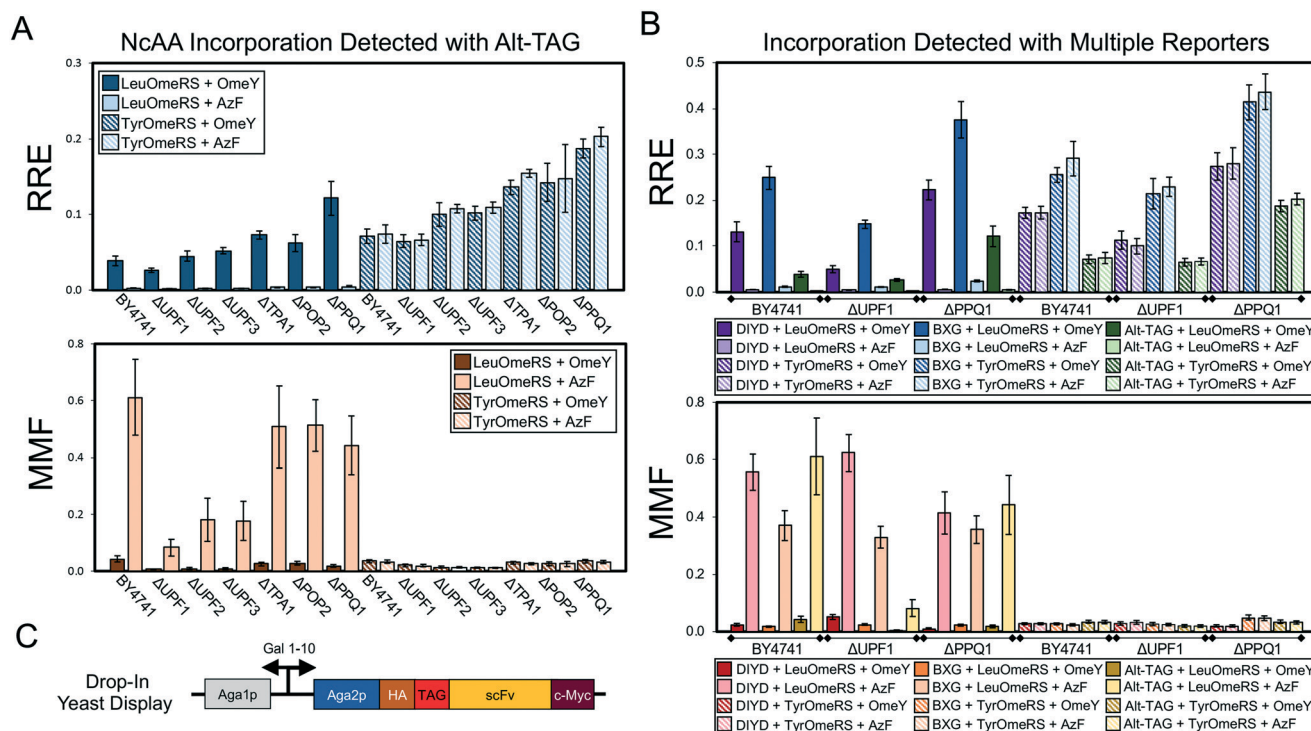 A
NcAA Incorporation Detected with Alt-TAG
RRE
0.3
0.2
0.1
0.0
LeuOmeRS + OmeY
LeuOmeRS + AzF
TyrOmeRS + OmeY
TyrOmeRS + AzF
BY4741 ΔUPF1 ΔUPF2 ΔUPF3 ΔTPA1 ΔPOP2 ΔPPQ1 BY4741 ΔUPF1 ΔUPF2 ΔUPF3 ΔTPA1 ΔPOP2 ΔPPQ1
MMF
0.8
0.6
0.4
0.2
0.0
LeuOmeRS + OmeY
LeuOmeRS + AzF
TyrOmeRS + OmeY
TyrOmeRS + AzF
BY4741 ΔUPF1 ΔUPF2 ΔUPF3 ΔTPA1 ΔPOP2 ΔPPQ1 BY4741 ΔUPF1 ΔUPF2 ΔUPF3 ΔTPA1 ΔPOP2 ΔPPQ1
B
Incorporation Detected with Multiple Reporters
RRE
0.5
0.4
0.3
0.2
0.1
0.0
BY4741 ΔUPF1 ΔPPQ1 BY4741 ΔUPF1 ΔPPQ1
DIYD + LeuOmeRS + OmeY BXG + LeuOmeRS + OmeY Alt-TAG + LeuOmeRS + OmeY
DIYD + LeuOmeRS + AzF BXG + LeuOmeRS + AzF Alt-TAG + LeuOmeRS + AzF
DIYD + TyrOmeRS + OmeY BXG + TyrOmeRS + OmeY Alt-TAG + TyrOmeRS + OmeY
DIYD + TyrOmeRS + AzF BXG + TyrOmeRS + AzF Alt-TAG + TyrOmeRS + AzF
MMF
0.8
0.6
0.4
0.2
0.0
BY4741 ΔUPF1 ΔPPQ1 BY4741 ΔUPF1 ΔPPQ1
DIYD + LeuOmeRS + OmeY BXG + LeuOmeRS + OmeY Alt-TAG + LeuOmeRS + OmeY
DIYD + LeuOmeRS + AzF BXG + LeuOmeRS + AzF Alt-TAG + LeuOmeRS + AzF
DIYD + TyrOmeRS + OmeY BXG + TyrOmeRS + OmeY Alt-TAG + TyrOmeRS + OmeY
DIYD + TyrOmeRS + AzF BXG + TyrOmeRS + AzF Alt-TAG + TyrOmeRS + AzF
C
Drop-In
Yeast Display
Gal 1-10
Aga1p Aga2p HA TAG scFv c-Myc